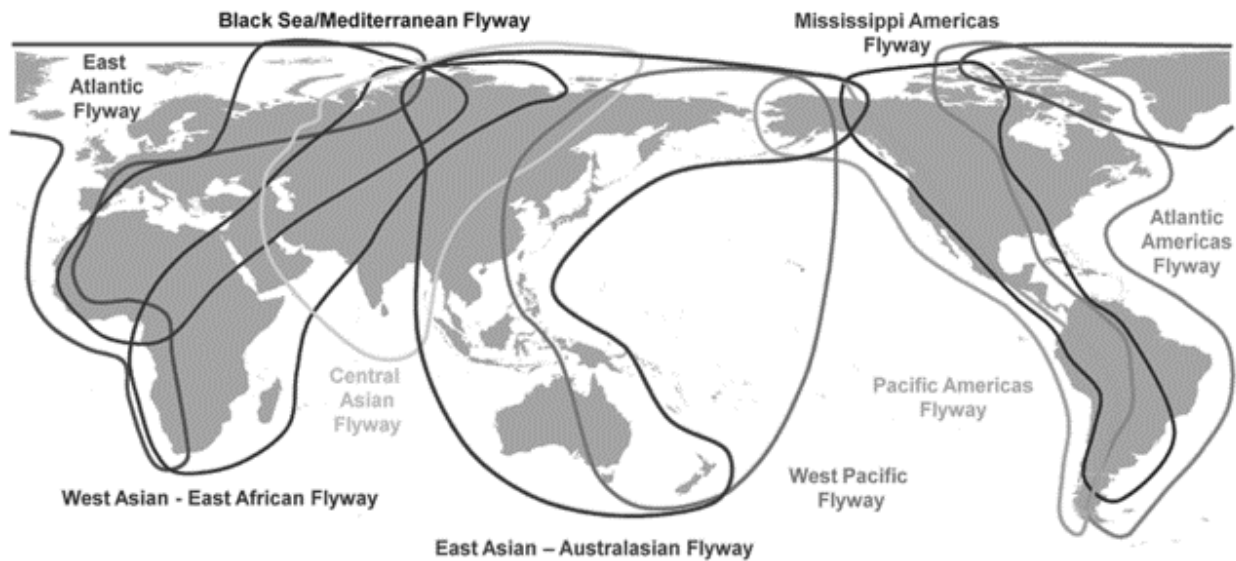 Black Sea/Mediterranean Flyway
Mississippi Americas
Flyway
East
Atlantic
Flyway
Atlantic
Americas
Flyway
Central
Asian
Flyway
Pacific Americas
Flyway
West Pacific
Flyway
West Asian - East African Flyway
East Asian – Australasian Flyway